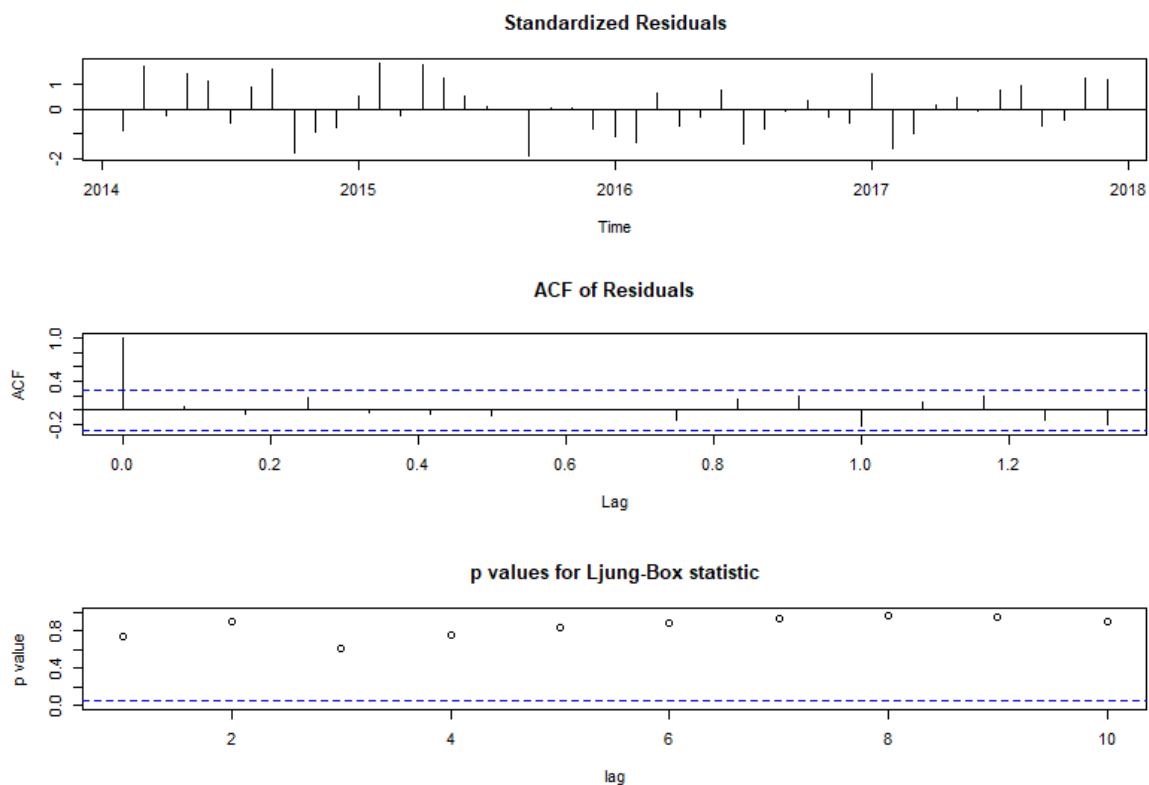 Standardized Residuals
1
0
-2
2014 2015 2016 2017 2018
Time
ACF of Residuals
ACF
1.0
0.4
-0.2
0.0 0.2 0.4 0.6 0.8 1.0 1.2
Lag
p values for Ljung-Box statistic
p value
0.8
0.4
0.0
2 4 6 8 10
lag